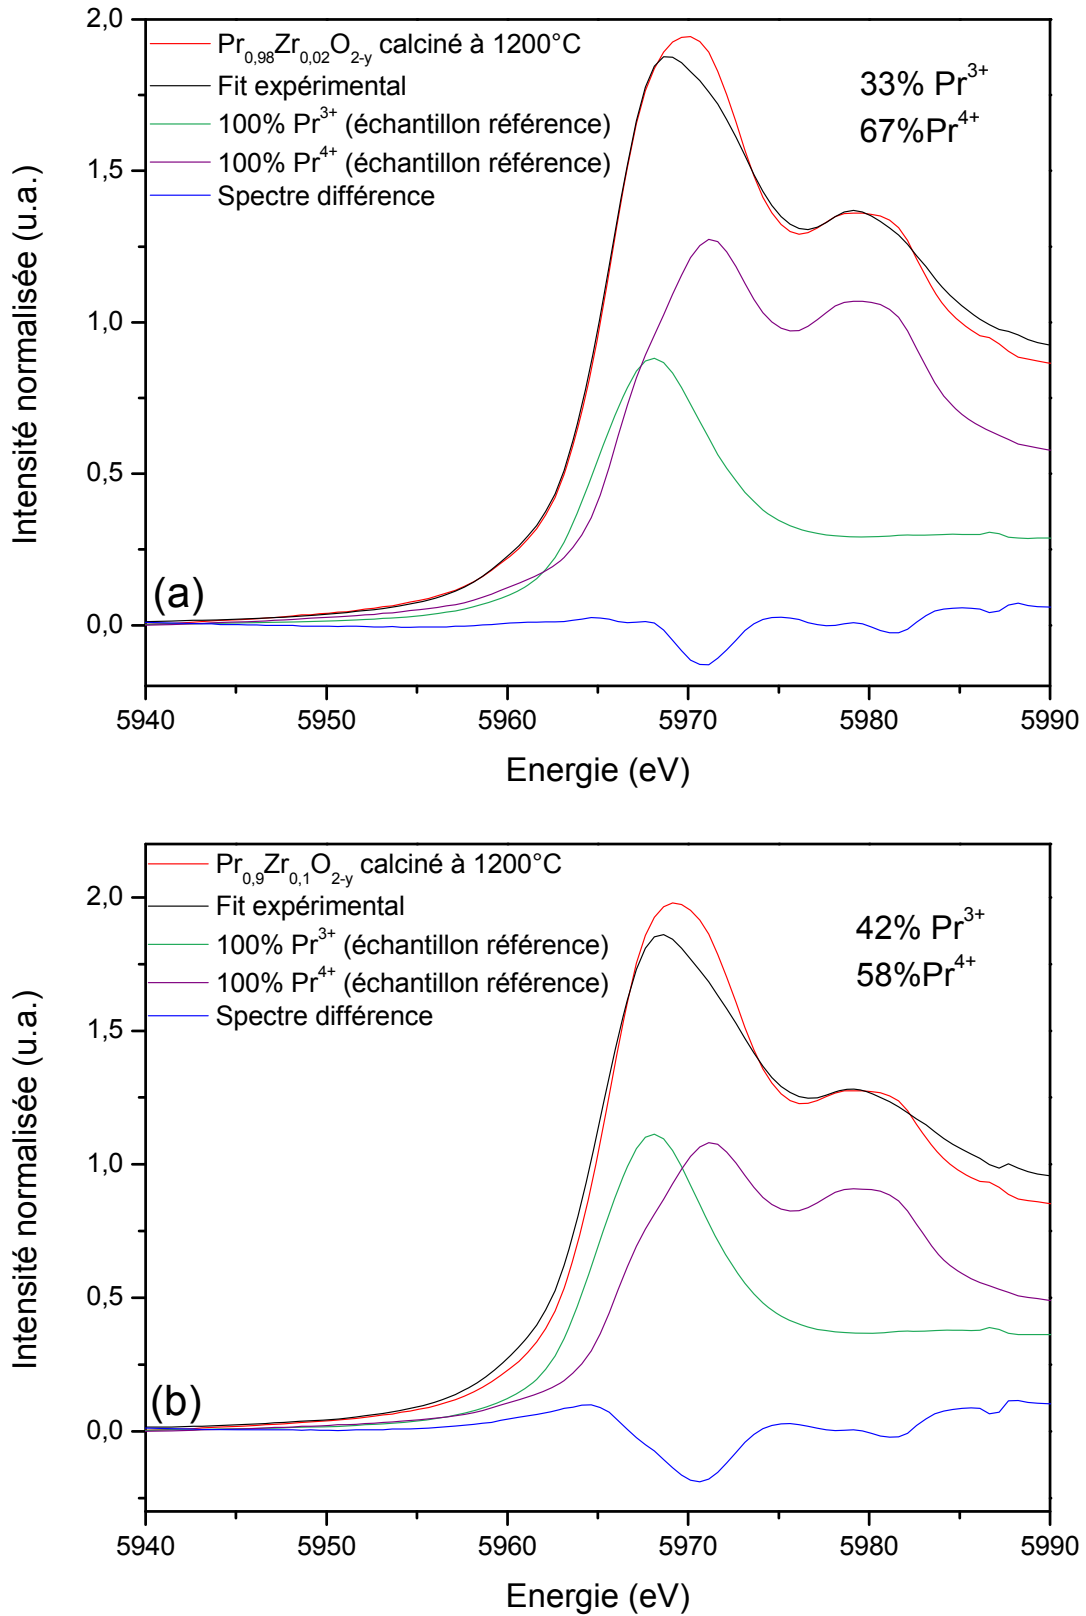 2,0
Pr0,98Zr0,02O2-y calciné à 1200°C
Fit expérimental
100% Pr3+ (échantillon référence)
100% Pr4+ (échantillon référence)
Spectre différence
33% Pr3+
67%Pr4+
1,5
1,0
0,5
0,0
Intensité normalisée (u.a.)
(a)
5940 5950 5960 5970 5980 5990
Energie (eV)
Pr0,9Zr0,1O2-y calciné à 1200°C
Fit expérimental
100% Pr3+ (échantillon référence)
100% Pr4+ (échantillon référence)
Spectre différence
42% Pr3+
58%Pr4+
2,0
1,5
1,0
0,5
0,0
Intensité normalisée (u.a.)
(b)
5940 5950 5960 5970 5980 5990
Energie (eV)